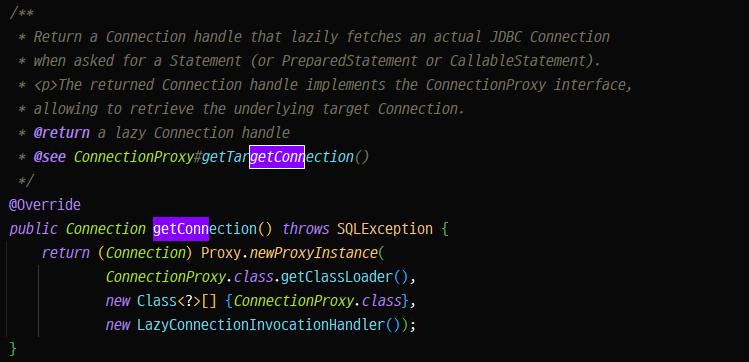 /**
 * Return a Connection handle that lazily fetches an actual JDBC Connection
 * when asked for a Statement (or PreparedStatement or CallableStatement).
 * <p>The returned Connection handle implements the ConnectionProxy interface,
 * allowing to retrieve the underlying target Connection.
 * @return a lazy Connection handle
 * @see ConnectionProxy#getTargetConnection()
 */
@Override
public Connection getConnection() throws SQLException {
    return (Connection) Proxy.newProxyInstance(
            ConnectionProxy.class.getClassLoader(),
            new Class<?>[] {ConnectionProxy.class},
            new LazyConnectionInvocationHandler());
}